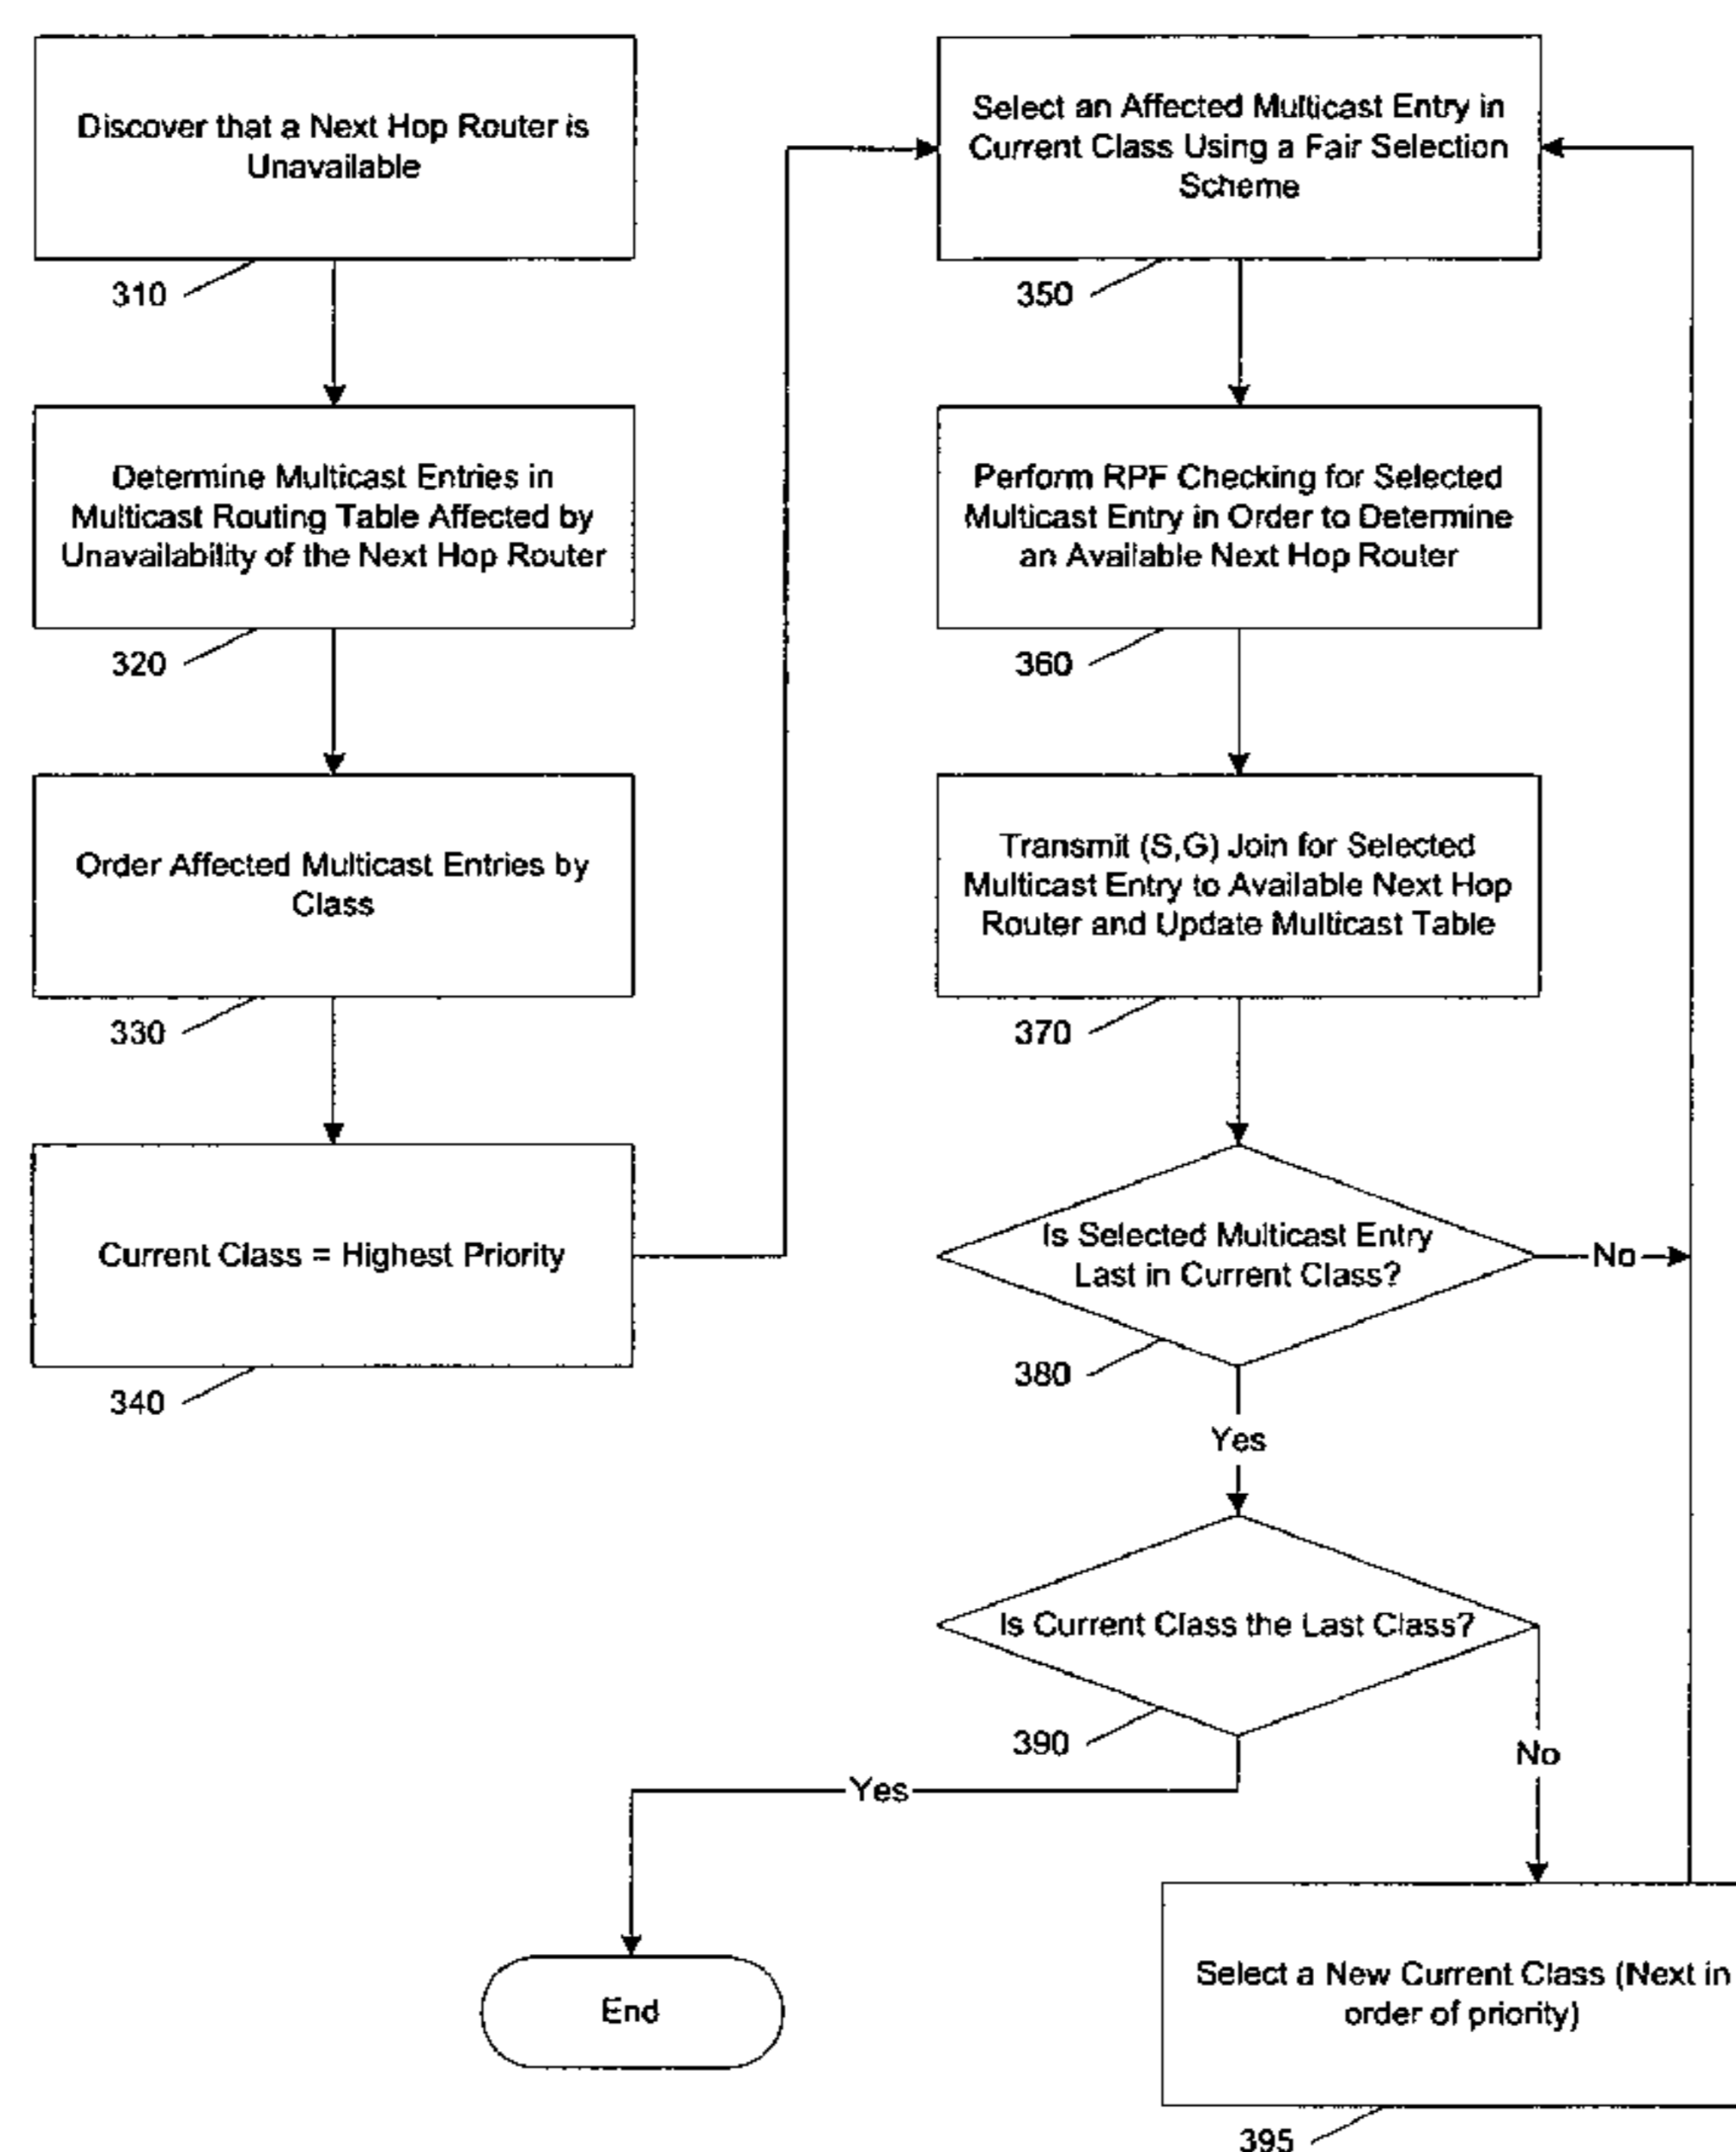 Discover that a Next Hop Router is
Unavailable
310
Determine Multicast Entries in
Multicast Routing Table Affected by
Unavailability of the Next Hop Router
320
Order Affected Multicast Entries by
Class
330
Current Class = Highest Priority
340
Select an Affected Multicast Entry in
Current Class Using a Fair Selection
Scheme
350
Perform RPF Checking for Selected
Multicast Entry in Order to Determine
an Available Next Hop Router
360
Transmit (S,G) Join for Selected
Multicast Entry to Available Next Hop
Router and Update Multicast Table
370
Is Selected Multicast Entry
Last in Current Class?
No
380
Yes
Is Current Class the Last Class?
390
No
Yes
End
Select a New Current Class (Next in
order of priority)
395